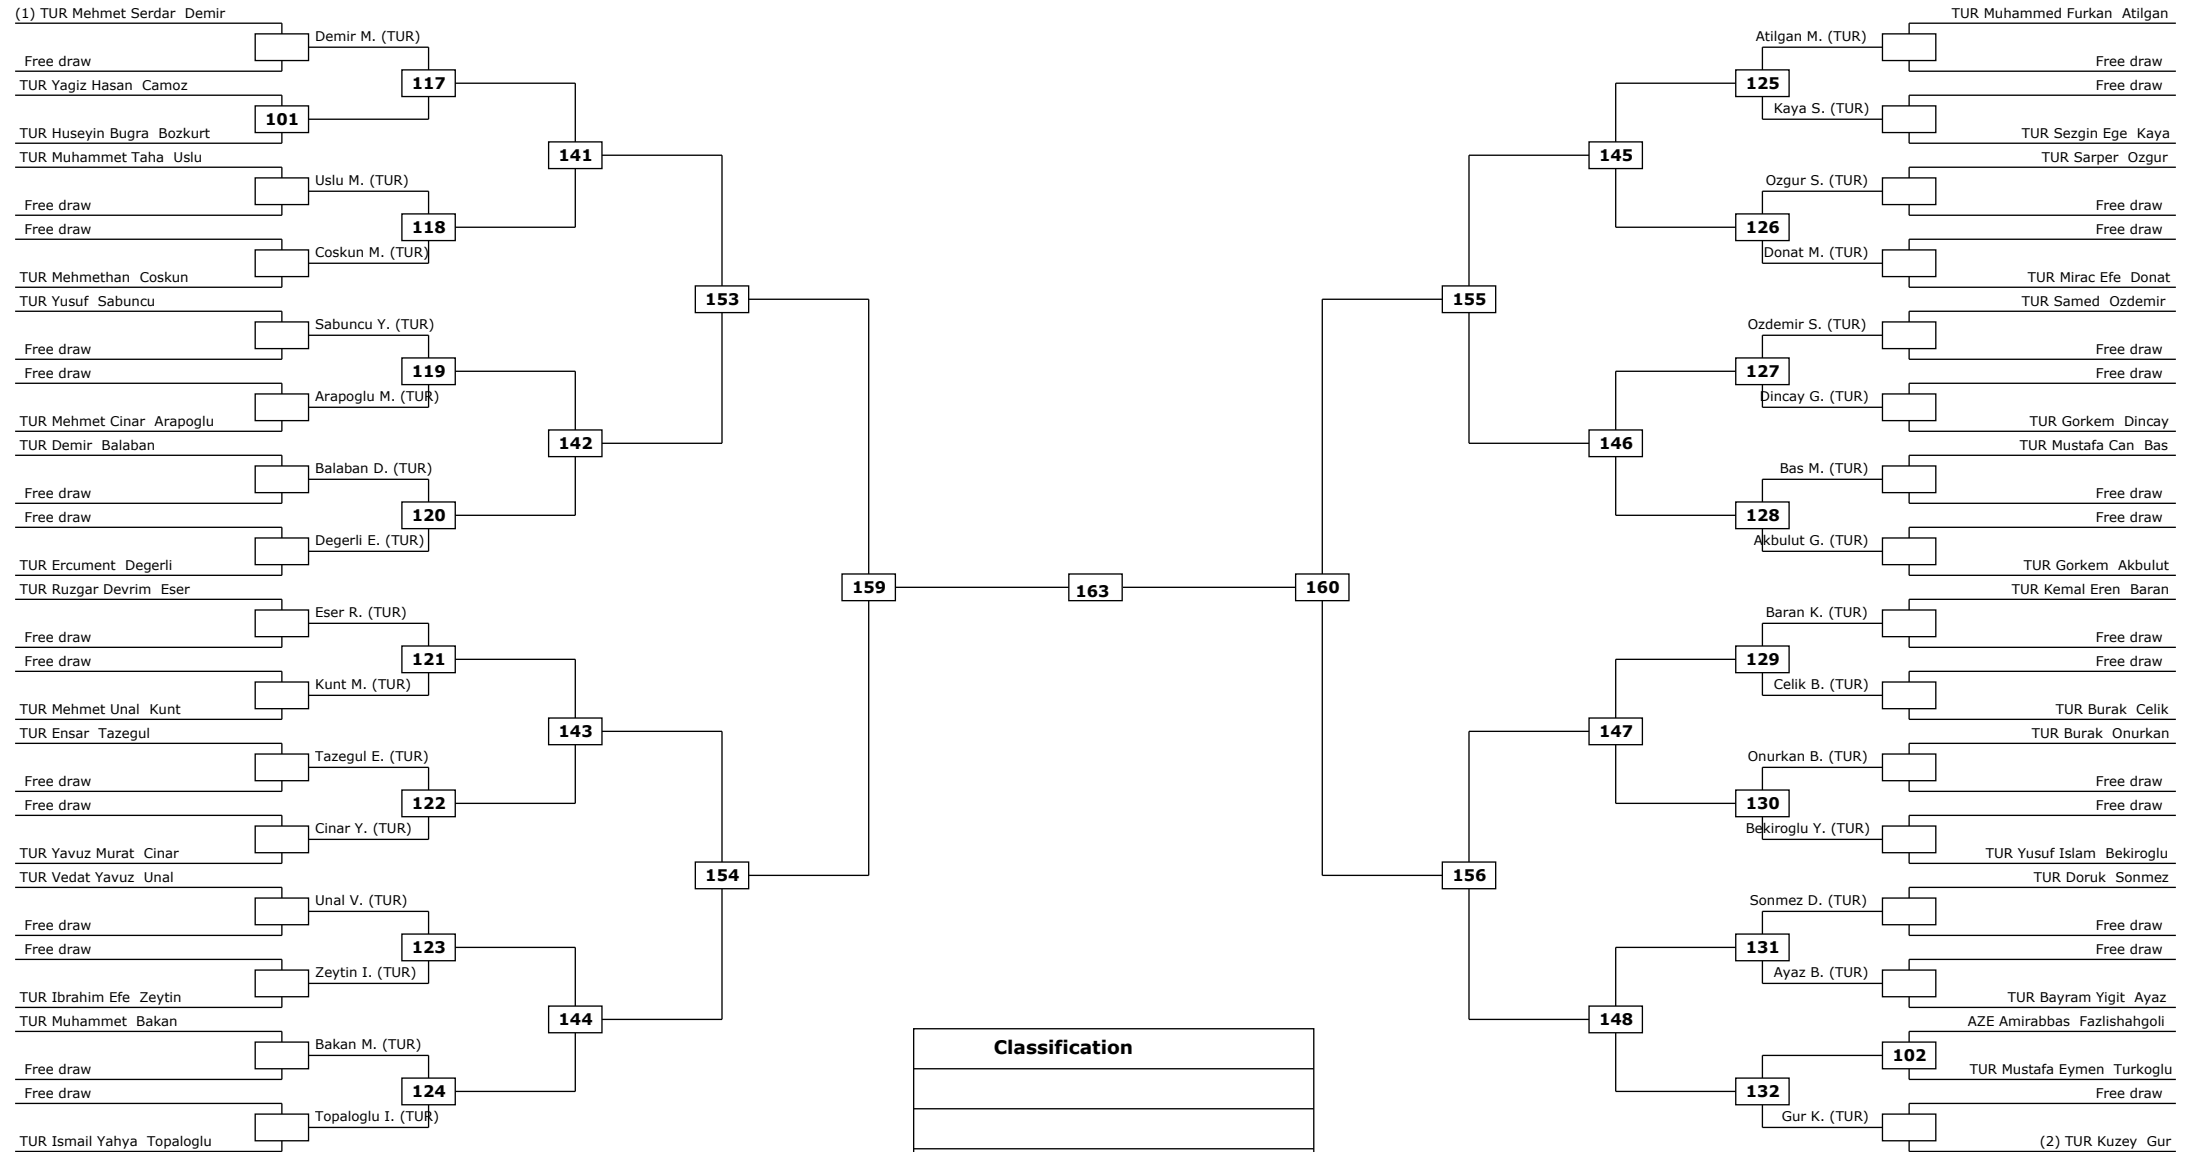 (1) TUR Mehmet Serdar Demir
Demir M. (TUR)
Free draw
117
TUR Yagiz Hasan Camoz
101
TUR Huseyin Bugra Bozkurt
141
TUR Muhammet Taha Uslu
Uslu M. (TUR)
Free draw
118
Free draw
Coskun M. (TUR)
TUR Mehmethan Coskun
153
TUR Yusuf Sabuncu
Sabuncu Y. (TUR)
Free draw
119
Free draw
Arapoglu M. (TUR)
TUR Mehmet Cinar Arapoglu
142
TUR Demir Balaban
Balaban D. (TUR)
Free draw
120
Free draw
Degerli E. (TUR)
TUR Ercument Degerli
159
TUR Ruzgar Devrim Eser
Eser R. (TUR)
Free draw
121
Free draw
Kunt M. (TUR)
TUR Mehmet Unal Kunt
143
TUR Ensar Tazegul
Tazegul E. (TUR)
Free draw
122
Free draw
Cinar Y. (TUR)
TUR Yavuz Murat Cinar
154
TUR Vedat Yavuz Unal
Unal V. (TUR)
Free draw
123
Free draw
Zeytin I. (TUR)
TUR Ibrahim Efe Zeytin
144
TUR Muhammet Bakan
Bakan M. (TUR)
Free draw
124
Free draw
Topaloglu I. (TUR)
TUR Ismail Yahya Topaloglu
163
Classification
TUR Muhammed Furkan Atilgan
Atilgan M. (TUR)
Free draw
125
Free draw
Kaya S. (TUR)
TUR Sezgin Ege Kaya
145
TUR Sarper Ozgur
Ozgur S. (TUR)
Free draw
126
Free draw
Donat M. (TUR)
TUR Mirac Efe Donat
155
TUR Samed Ozdemir
Ozdemir S. (TUR)
Free draw
127
Free draw
Dincay G. (TUR)
TUR Gorkem Dincay
146
TUR Mustafa Can Bas
Bas M. (TUR)
Free draw
128
Free draw
Akbulut G. (TUR)
TUR Gorkem Akbulut
160
TUR Kemal Eren Baran
Baran K. (TUR)
Free draw
129
Free draw
Celik B. (TUR)
TUR Burak Celik
147
TUR Burak Onurkan
Onurkan B. (TUR)
Free draw
130
Free draw
Bekiroglu Y. (TUR)
TUR Yusuf Islam Bekiroglu
156
TUR Doruk Sonmez
Sonmez D. (TUR)
Free draw
131
Free draw
Ayaz B. (TUR)
TUR Bayram Yigit Ayaz
148
AZE Amirabbas Fazlishahgoli
102
TUR Mustafa Eymen Turkoglu
132
Free draw
Gur K. (TUR)
(2) TUR Kuzey Gur